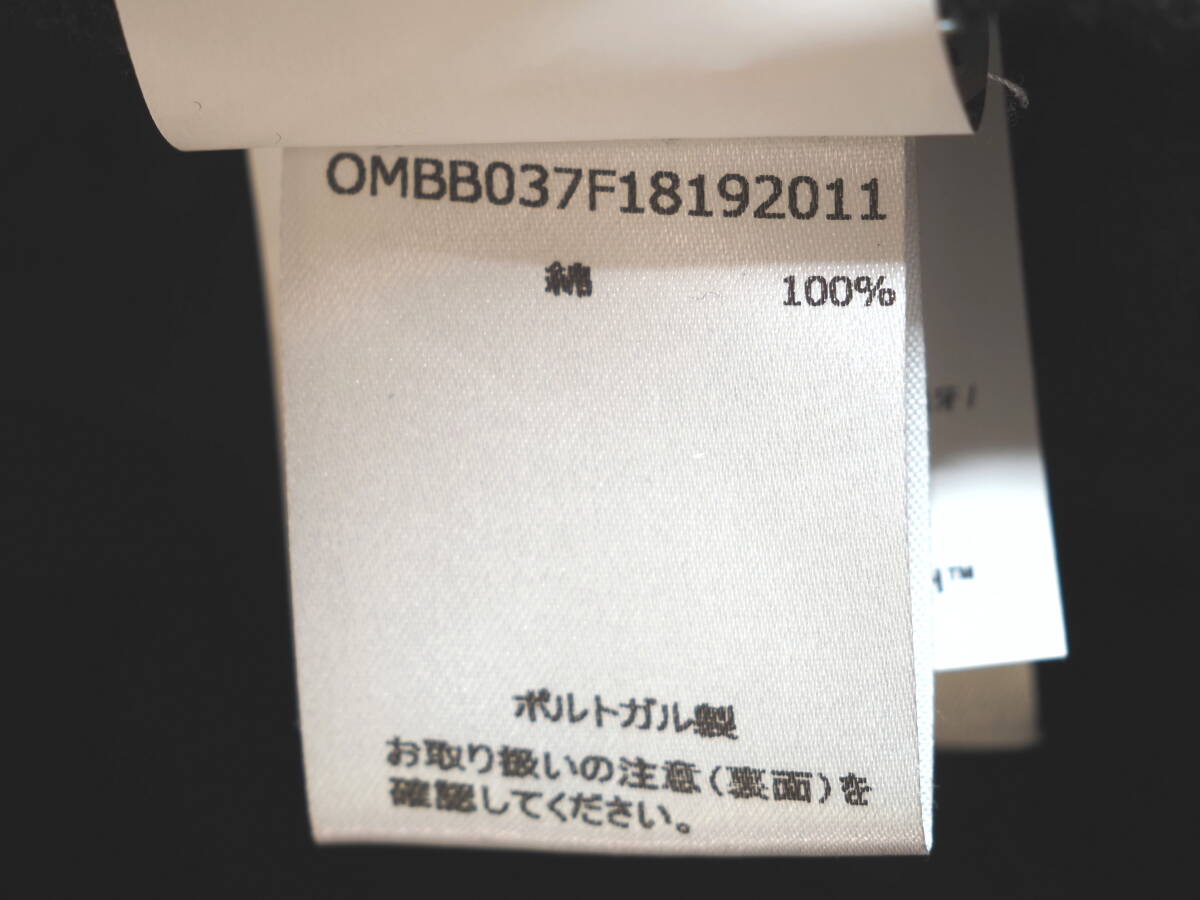 OMBB037F18192011
綿 100%
ポルトガル製
お取り扱いの注意(裏面)を
確認してください。
™